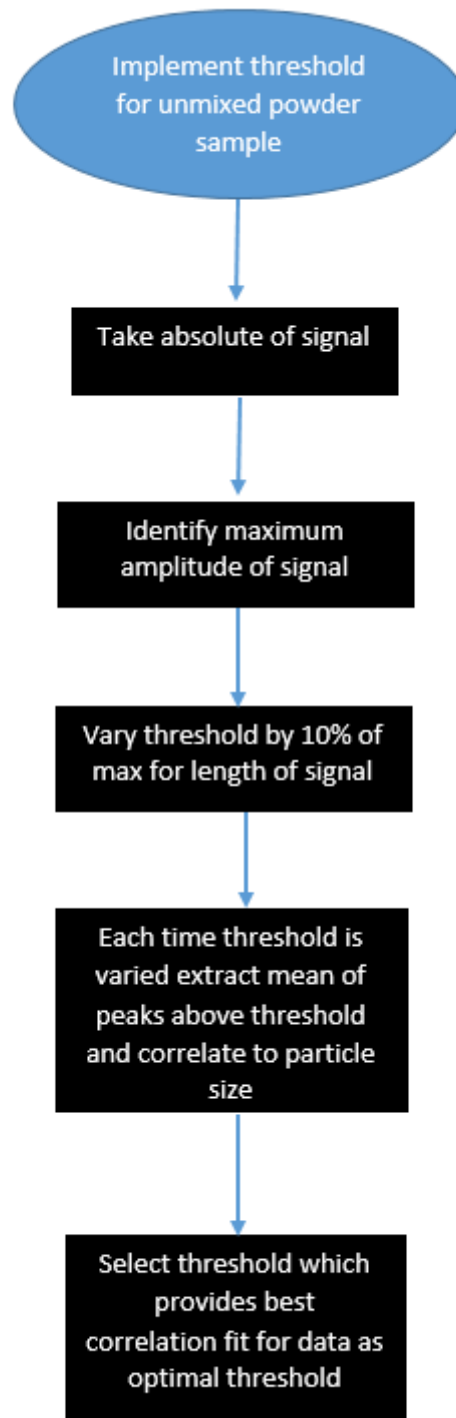 Implement threshold
for unmixed powder
sample
Take absolute of signal
Identify maximum
amplitude of signal
Vary threshold by 10% of
max for length of signal
Each time threshold is
varied extract mean of
peaks above threshold
and correlate to particle
size
Select threshold which
provides best
correlation fit for data as
optimal threshold